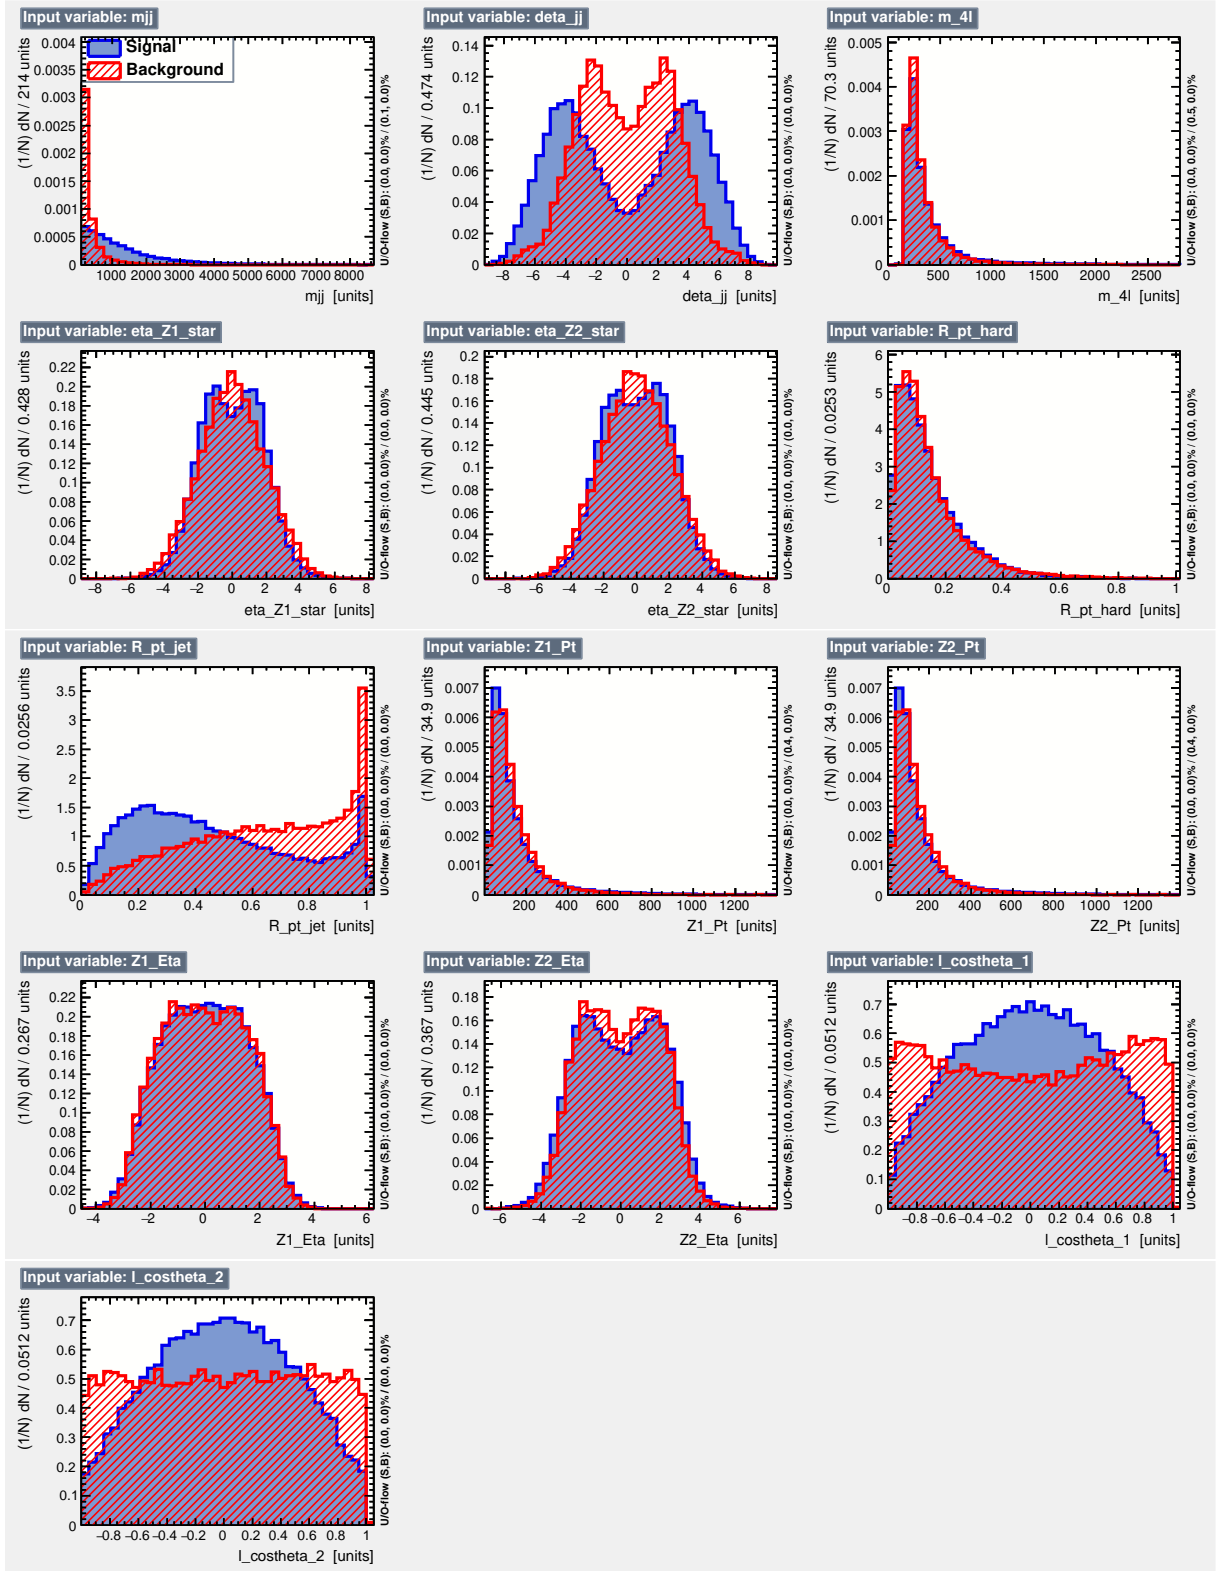 Input variable: mjj
(1/N) dN / 214 units
0.004
0.0035
0.003
0.0025
0.002
0.0015
0.001
0.0005
0
1000 2000 3000 4000 5000 6000 7000 8000
mjj [units]
Signal
Background
U/O-flow (S,B): (0.0, 0.0)% / (0.1, 0.0)%
Input variable: deta_jj
(1/N) dN / 0.474 units
0.14
0.12
0.1
0.08
0.06
0.04
0.02
0
−8 −6 −4 −2 0 2 4 6 8
deta_jj [units]
U/O-flow (S,B): (0.0, 0.0)% / (0.0, 0.0)%
Input variable: m_4l
(1/N) dN / 70.3 units
0.005
0.004
0.003
0.002
0.001
0
0 500 1000 1500 2000 2500
m_4l [units]
U/O-flow (S,B): (0.0, 0.0)% / (0.5, 0.0)%
Input variable: eta_Z1_star
(1/N) dN / 0.428 units
0.22
0.2
0.18
0.16
0.14
0.12
0.1
0.08
0.06
0.04
0.02
0
−8 −6 −4 −2 0 2 4 6 8
eta_Z1_star [units]
U/O-flow (S,B): (0.0, 0.0)% / (0.0, 0.0)%
Input variable: eta_Z2_star
(1/N) dN / 0.445 units
0.2
0.18
0.16
0.14
0.12
0.1
0.08
0.06
0.04
0.02
0
−8 −6 −4 −2 0 2 4 6 8
eta_Z2_star [units]
U/O-flow (S,B): (0.0, 0.0)% / (0.0, 0.0)%
Input variable: R_pt_hard
(1/N) dN / 0.0253 units
6
5
4
3
2
1
0
0 0.2 0.4 0.6 0.8 1
R_pt_hard [units]
U/O-flow (S,B): (0.0, 0.0)% / (0.0, 0.0)%
Input variable: R_pt_jet
(1/N) dN / 0.0256 units
3.5
3
2.5
2
1.5
1
0.5
0
0 0.2 0.4 0.6 0.8 1
R_pt_jet [units]
U/O-flow (S,B): (0.0, 0.0)% / (0.0, 0.0)%
Input variable: Z1_Pt
(1/N) dN / 34.9 units
0.007
0.006
0.005
0.004
0.003
0.002
0.001
0
200 400 600 800 1000 1200
Z1_Pt [units]
U/O-flow (S,B): (0.0, 0.0)% / (0.4, 0.0)%
Input variable: Z2_Pt
(1/N) dN / 34.9 units
0.007
0.006
0.005
0.004
0.003
0.002
0.001
0
200 400 600 800 1000 1200
Z2_Pt [units]
U/O-flow (S,B): (0.0, 0.0)% / (0.4, 0.0)%
Input variable: Z1_Eta
(1/N) dN / 0.267 units
0.22
0.2
0.18
0.16
0.14
0.12
0.1
0.08
0.06
0.04
0.02
0
−4 −2 0 2 4 6
Z1_Eta [units]
U/O-flow (S,B): (0.0, 0.0)% / (0.0, 0.0)%
Input variable: Z2_Eta
(1/N) dN / 0.367 units
0.18
0.16
0.14
0.12
0.1
0.08
0.06
0.04
0.02
0
−6 −4 −2 0 2 4 6
Z2_Eta [units]
U/O-flow (S,B): (0.0, 0.0)% / (0.0, 0.0)%
Input variable: l_costheta_1
(1/N) dN / 0.0512 units
0.7
0.6
0.5
0.4
0.3
0.2
0.1
0
−0.8 −0.6 −0.4 −0.2 0 0.2 0.4 0.6 0.8 1
l_costheta_1 [units]
U/O-flow (S,B): (0.0, 0.0)% / (0.0, 0.0)%
Input variable: l_costheta_2
(1/N) dN / 0.0512 units
0.7
0.6
0.5
0.4
0.3
0.2
0.1
0
−0.8 −0.6 −0.4 −0.2 0 0.2 0.4 0.6 0.8 1
l_costheta_2 [units]
U/O-flow (S,B): (0.0, 0.0)% / (0.0, 0.0)%